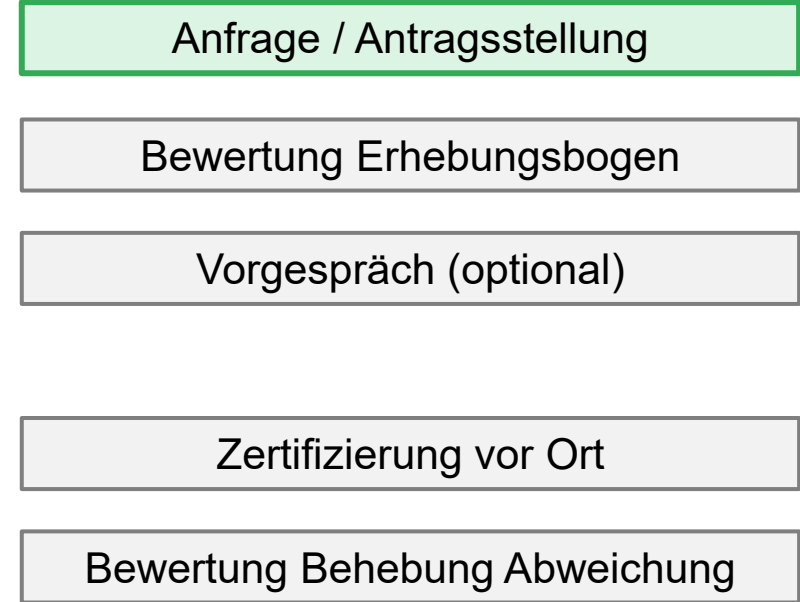 Anfrage / Antragsstellung
Bewertung Erhebungsbogen
Vorgespräch (optional)
Zertifizierung vor Ort
Bewertung Behebung Abweichung